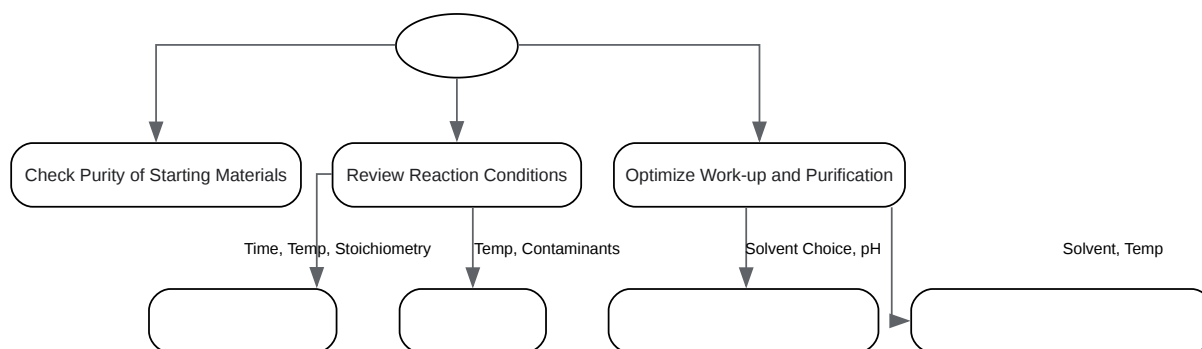 Check Purity of Starting Materials
Review Reaction Conditions
Optimize Work-up and Purification
Time, Temp, Stoichiometry
Temp, Contaminants
Solvent Choice, pH
Solvent, Temp